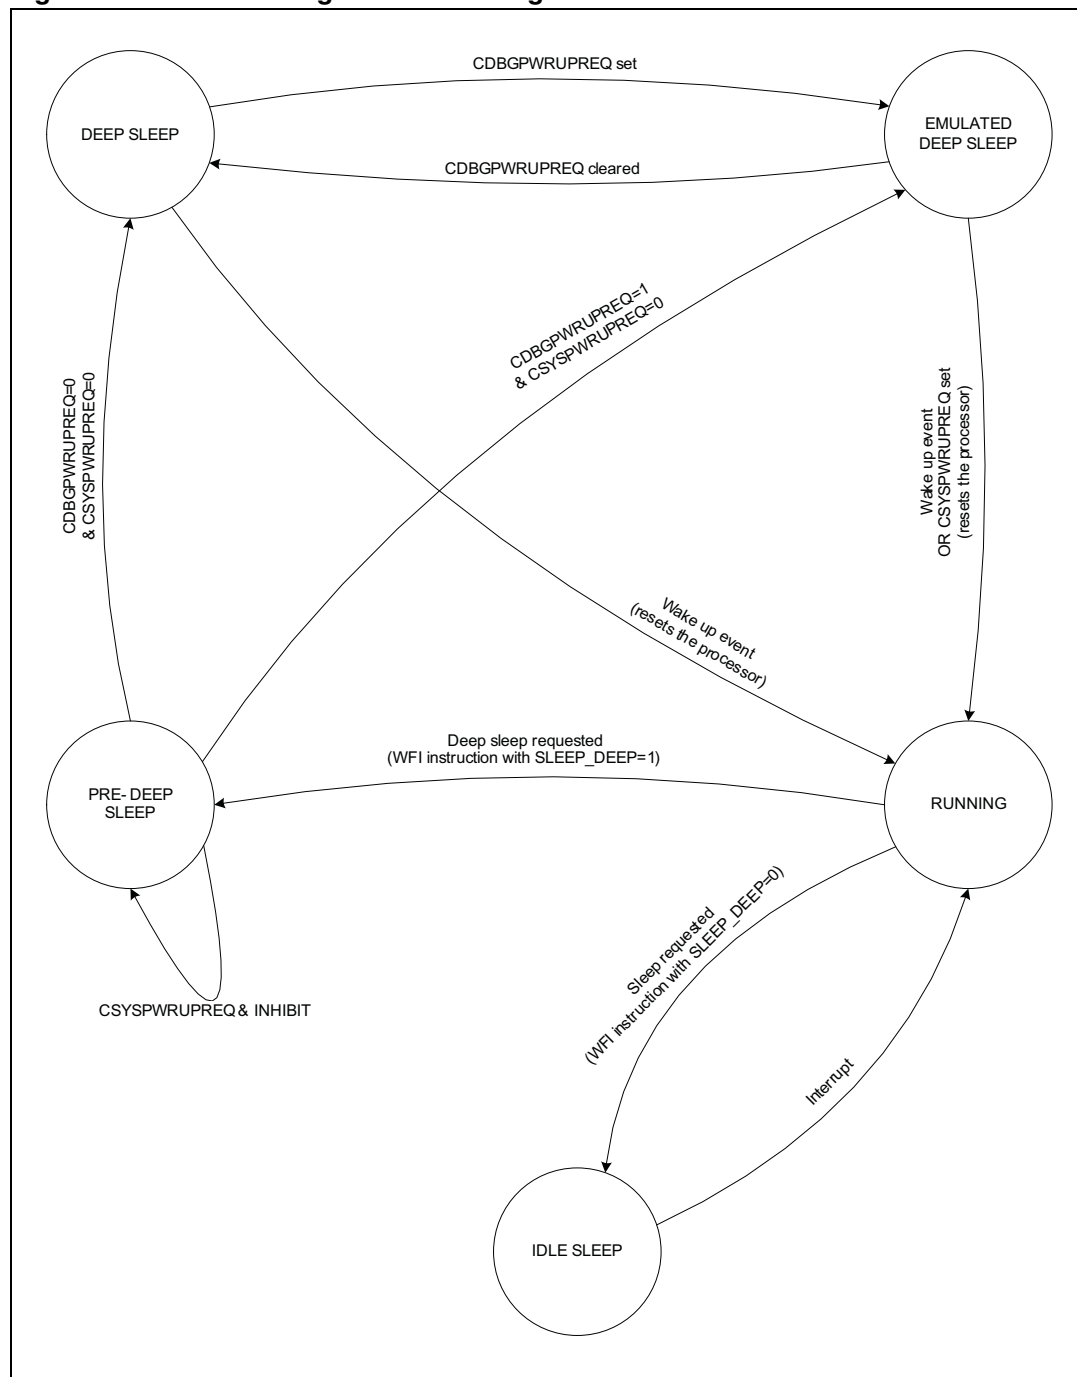 CDBGPWRUPREQ set
DEEP SLEEP
EMULATED
DEEP SLEEP
CDBGPWRUPREQ cleared
CDBGPWRUPREQ=1
& CSYSPWRUPREQ=0
CDBGPWRUPREQ=0
& CSYSPWRUPREQ=0
Wake up event
OR CSYSPWRUPREQ set
(resets the processor)
Wake up event
(resets the processor)
Deep sleep requested
(WFI instruction with SLEEP_DEEP=1)
PRE- DEEP
SLEEP
RUNNING
Sleep requested
(WFI instruction with SLEEP_DEEP=0)
CSYSPWRUPREQ & INHIBIT
Interrupt
IDLE SLEEP